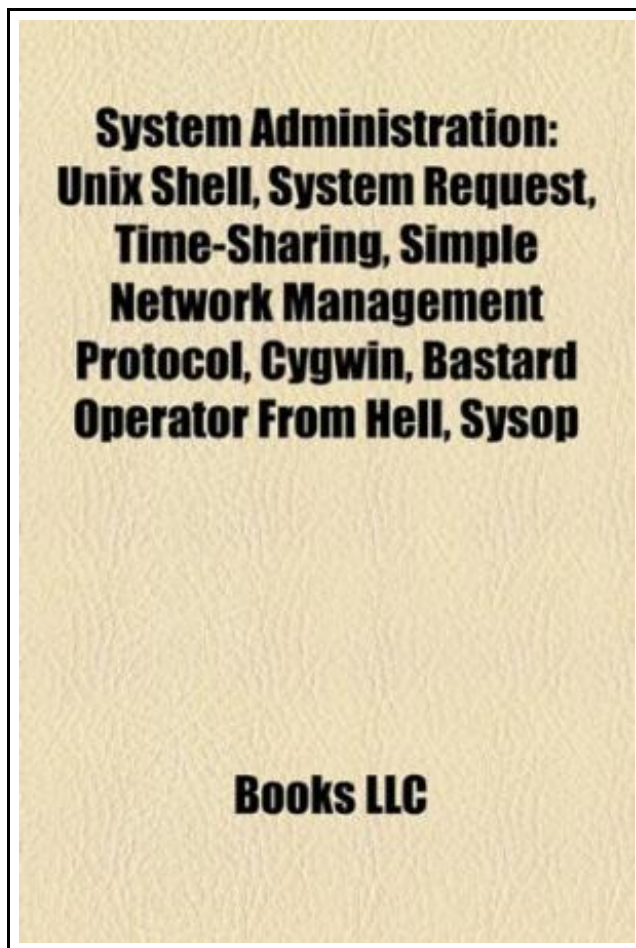 System Administration:
Unix Shell, System Request,
Time-Sharing, Simple
Network Management
Protocol, Cygwin, Bastard
Operator From Hell, Sysop
Books LLC